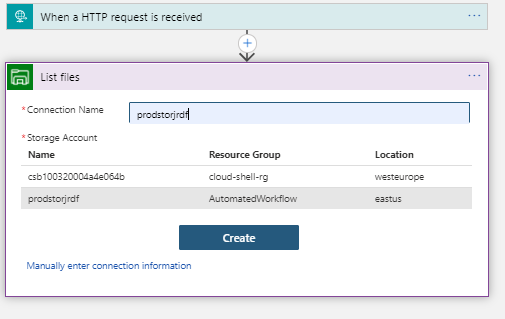 When a HTTP request is received
...
List files
...
* Connection Name prodstorjrdf
* Storage Account
Name Resource Group Location
csb100320004a4e064b cloud-shell-rg westeurope
prodstorjrdf AutomatedWorkflow eastus
Create
Manually enter connection information